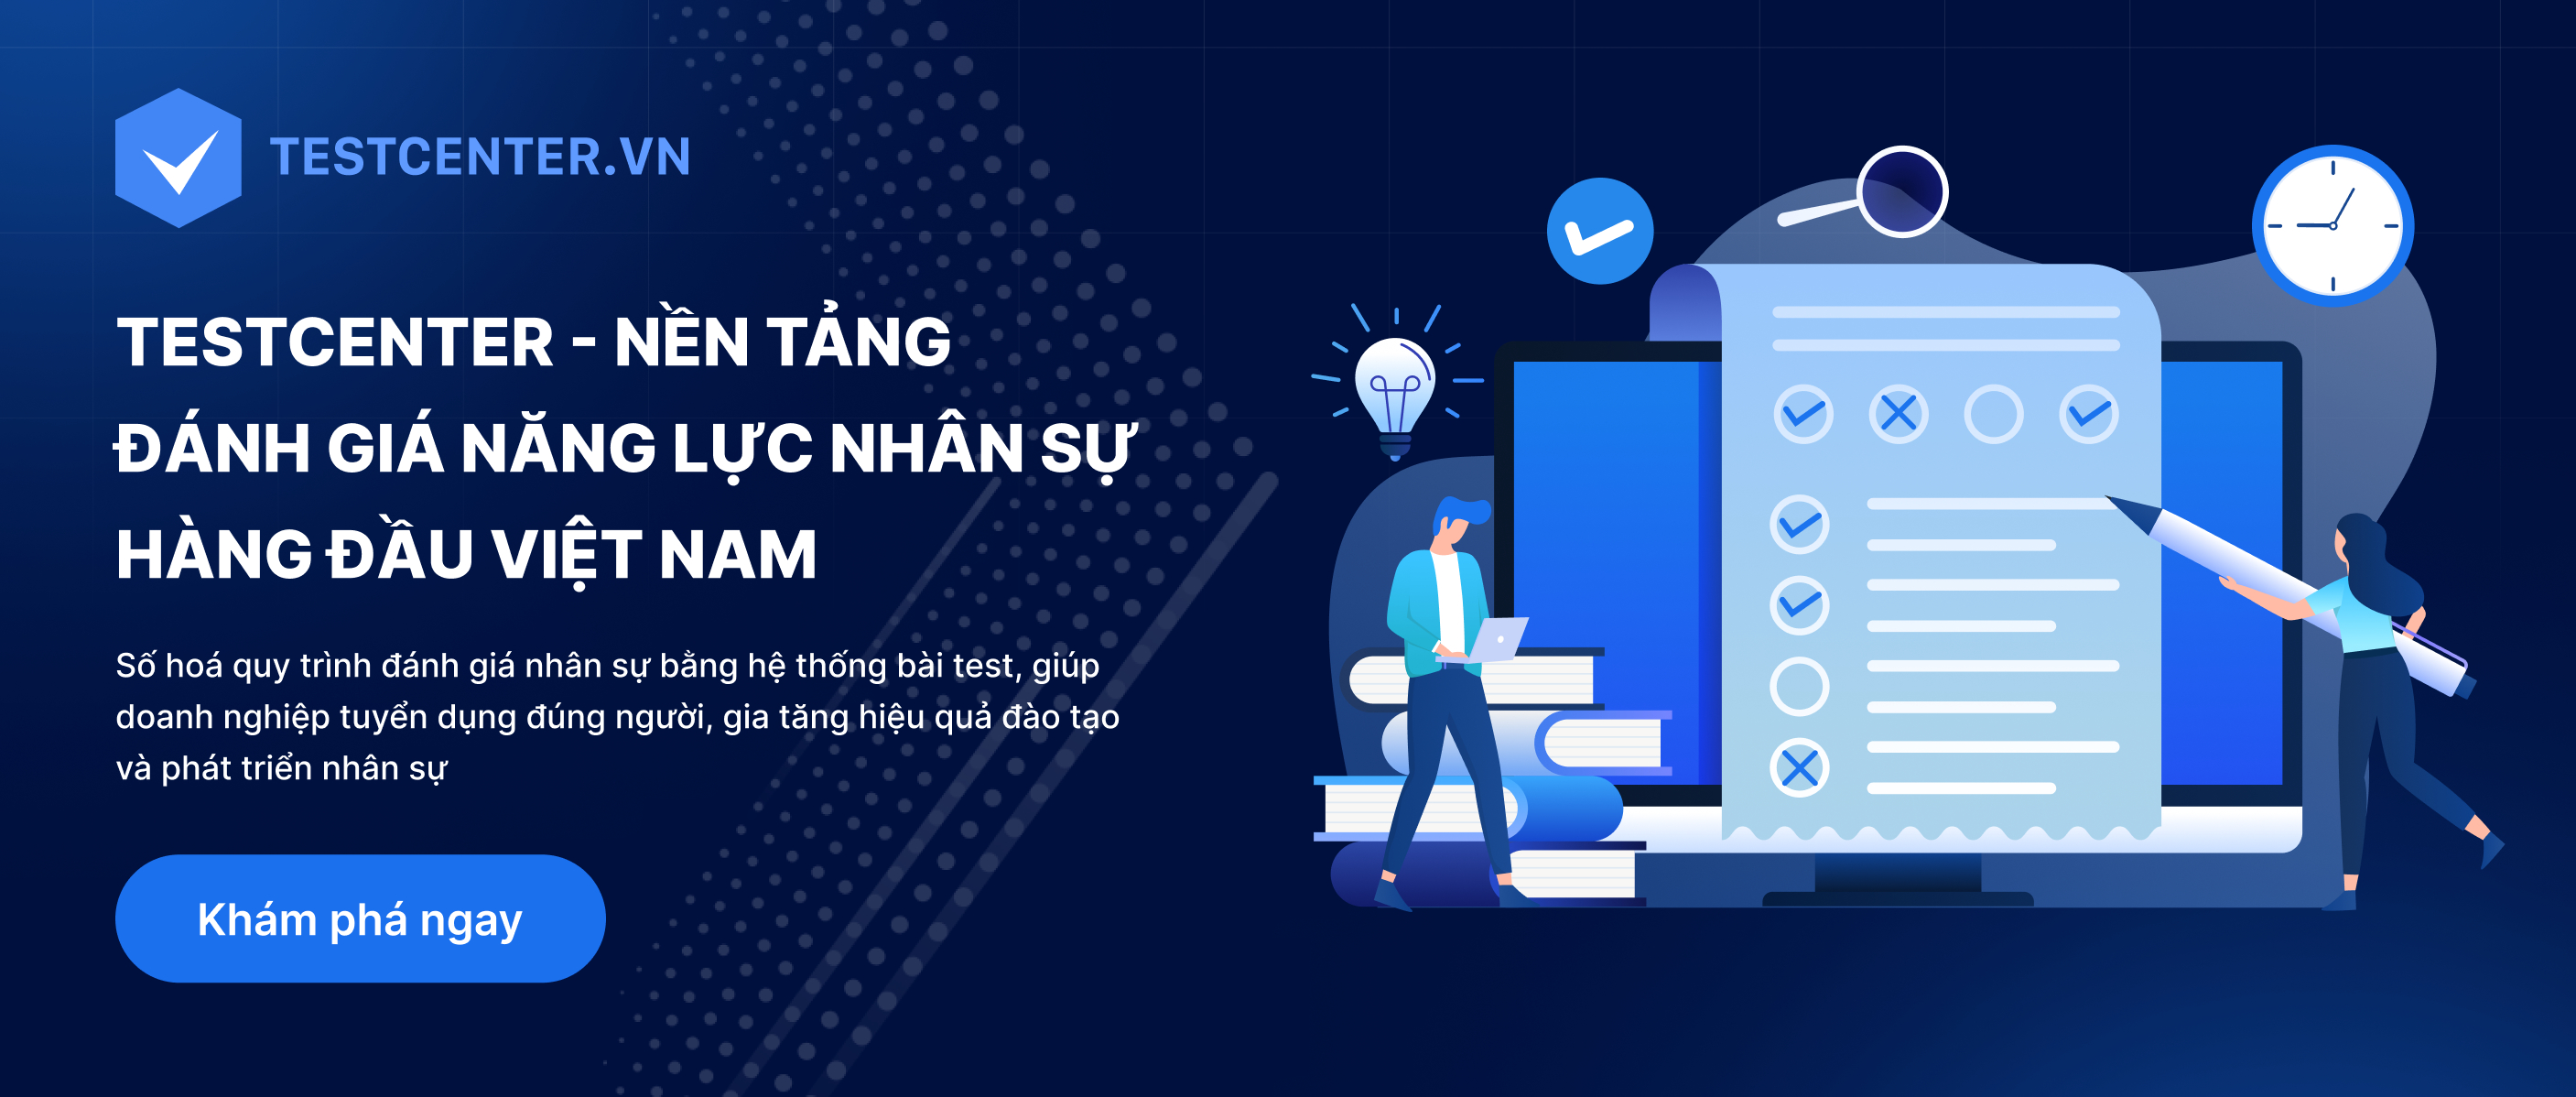 TESTCENTER.VN
TESTCENTER - NỀN TẢNG
ĐÁNH GIÁ NĂNG LỰC NHÂN SỰ
HÀNG ĐẦU VIỆT NAM
Số hoá quy trình đánh giá nhân sự bằng hệ thống bài test, giúp
doanh nghiệp tuyển dụng đúng người, gia tăng hiệu quả đào tạo
và phát triển nhân sự
Khám phá ngay